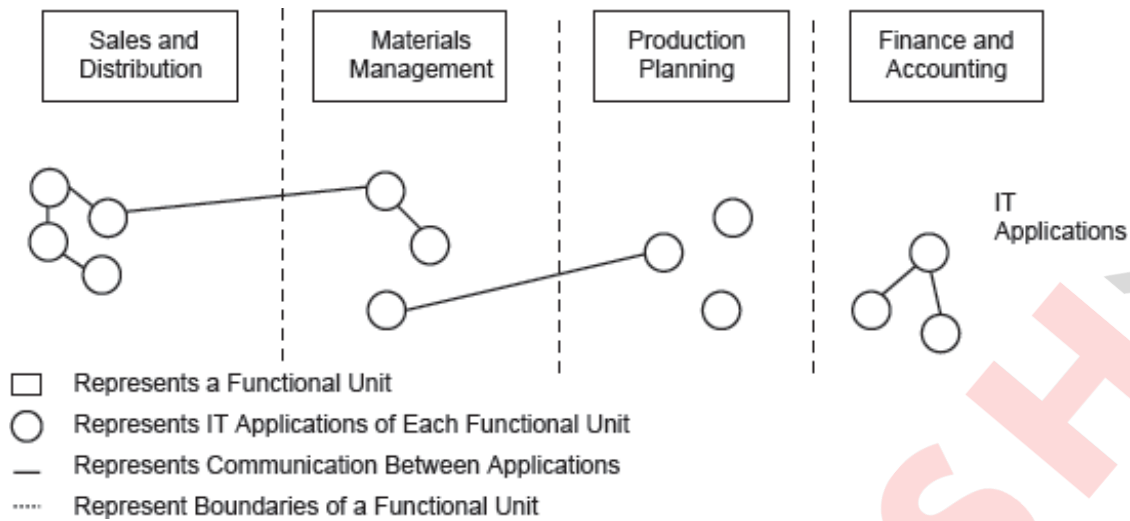 Sales and
Distribution
Materials
Management
Production
Planning
Finance and
Accounting
IT
Applications
Represents a Functional Unit
Represents IT Applications of Each Functional Unit
Represents Communication Between Applications
Represent Boundaries of a Functional Unit
SH